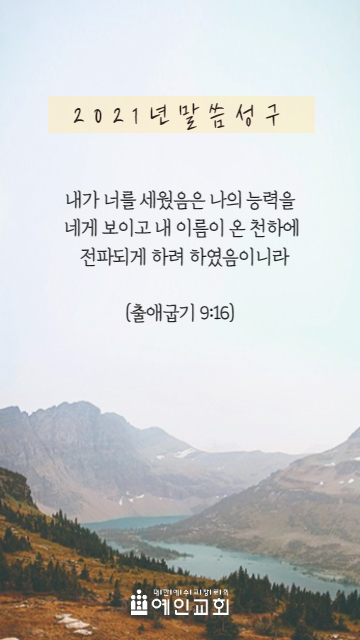 2021년말씀성구
내가 너를 세웠음은 나의 능력을
네게 보이고 내 이름이 온 천하에
전파되게 하려 하였음이니라
(출애굽기 9:16)
예인교회